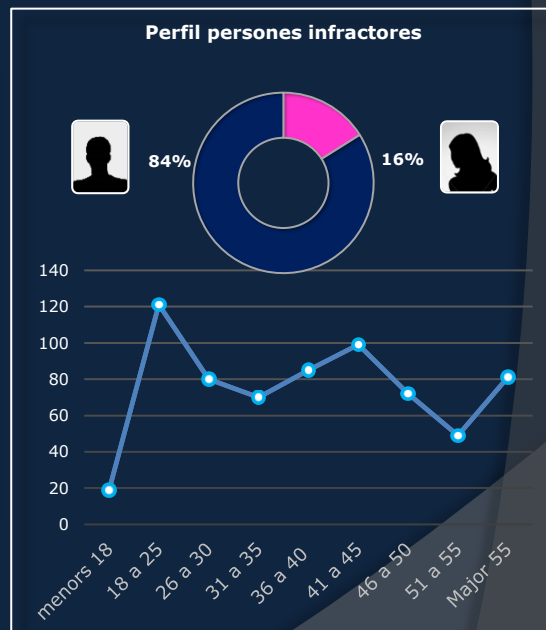 Perfil persones infractores
84%
16%
140
120
100
80
60
40
20
0
menors 18
18 a 25
26 a 30
31 a 35
36 a 40
41 a 45
46 a 50
51 a 55
Major 55